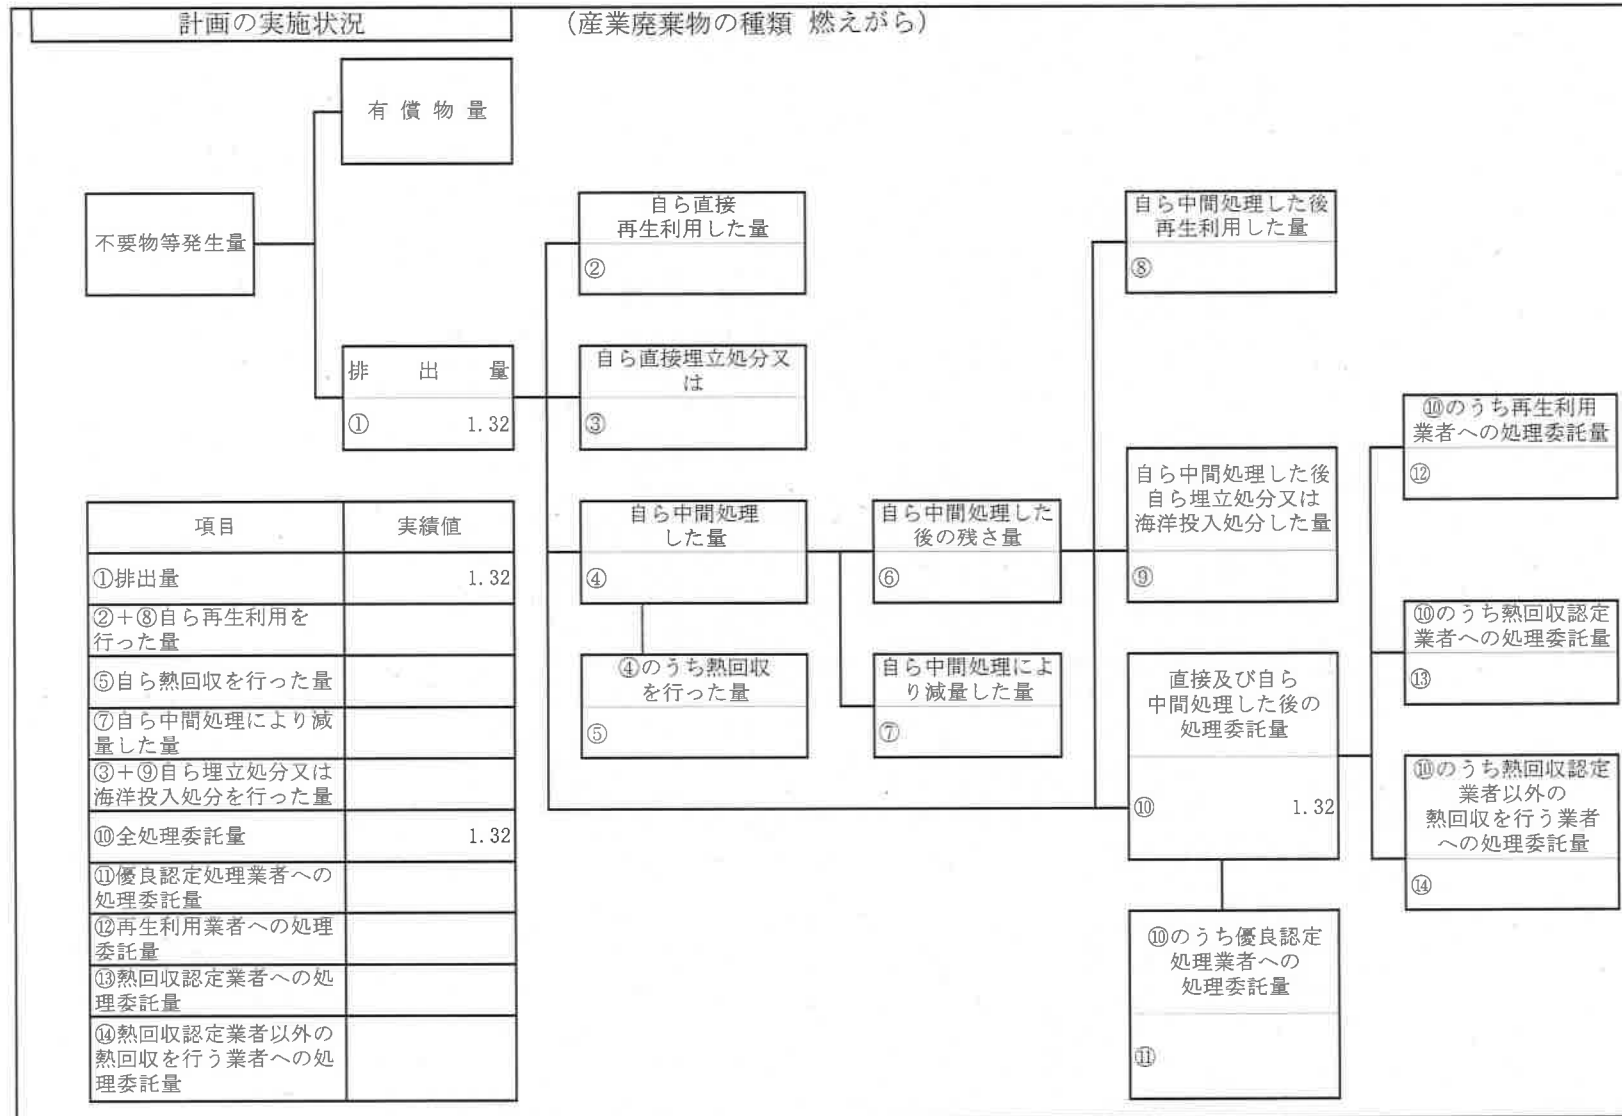 計画の実施状況
(産業廃棄物の種類 燃えがら)
有償物量
不要物等発生量
排出量
① 1.32
自ら直接
再生利用した量
②
自ら直接埋立処分又
は
③
自ら中間処理
した量
④
④のうち熱回収
を行った量
⑤
自ら中間処理した
後の残さ量
⑥
自ら中間処理によ
り減量した量
⑦
自ら中間処理した後
再生利用した量
⑧
自ら中間処理した後
自ら埋立処分又は
海洋投入処分した量
⑨
直接及び自ら
中間処理した後の
処理委託量
⑩ 1.32
⑩のうち優良認定
処理業者への
処理委託量
⑪
⑩のうち再生利用
業者への処理委託量
⑫
⑩のうち熱回収認定
業者への処理委託量
⑬
⑩のうち熱回収認定
業者以外の
熱回収を行う業者
への処理委託量
⑭
項目 実績値
①排出量 1.32
②＋⑧自ら再生利用を
行った量
⑤自ら熱回収を行った量
⑦自ら中間処理により減
量した量
③＋⑨自ら埋立処分又は
海洋投入処分を行った量
⑩全処理委託量 1.32
⑪優良認定処理業者への
処理委託量
⑫再生利用業者への処理
委託量
⑬熱回収認定業者への処
理委託量
⑭熱回収認定業者以外の
熱回収を行う業者への処
理委託量